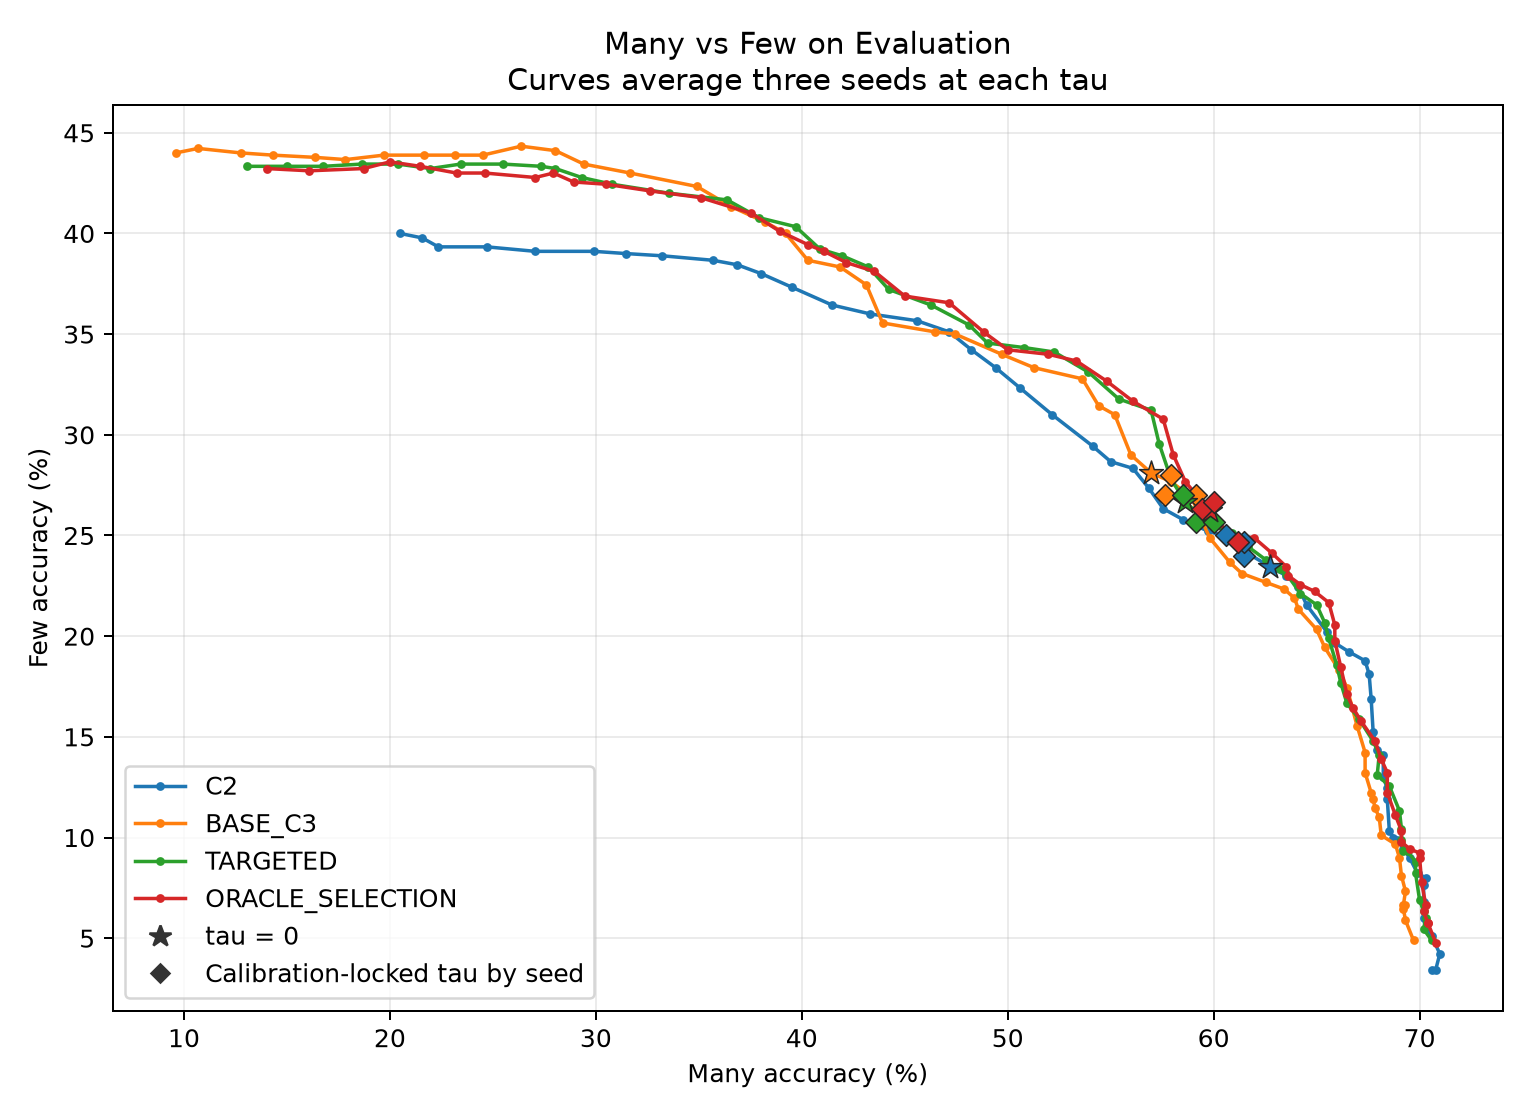 Many vs Few on Evaluation
Curves average three seeds at each tau
45
40
35
30
25
20
15
10
5
Few accuracy (%)
C2
BASE_C3
TARGETED
ORACLE_SELECTION
tau = 0
Calibration-locked tau by seed
10 20 30 40 50 60 70
Many accuracy (%)